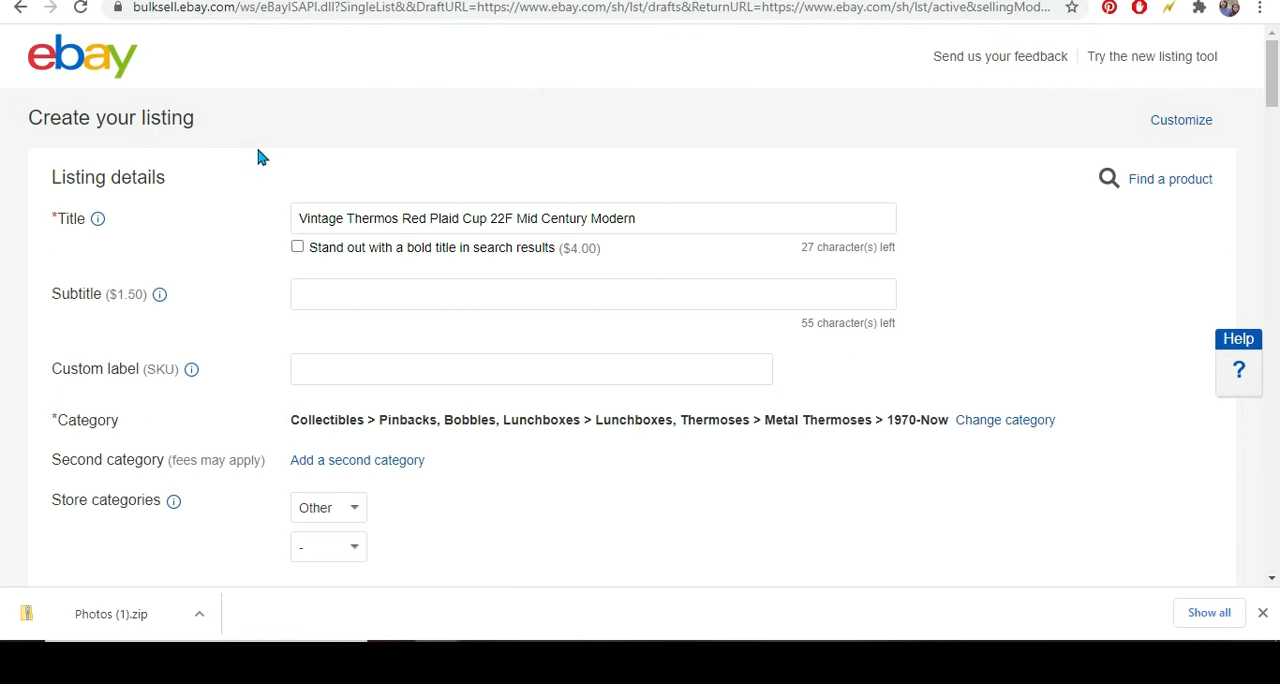 bulksell.ebay.com/ws/eBayISAPI.dll?SingleList&&DraftURL=https://www.ebay.com/sh/lst/drafts&ReturnURL=https://www.ebay.com/sh/lst/active&sellingMod...
ebay
Send us your feedback Try the new listing tool
Create your listing
Customize
Listing details
Find a product
*Title
Vintage Thermos Red Plaid Cup 22F Mid Century Modern
Stand out with a bold title in search results ($4.00)
27 character(s) left
Subtitle ($1.50)
55 character(s) left
Help
?
Custom label (SKU)
*Category
Collectibles > Pinbacks, Bobbles, Lunchboxes > Lunchboxes, Thermoses > Metal Thermoses > 1970-Now Change category
Second category (fees may apply)
Add a second category
Store categories
Other
-
Photos (1).zip
Show all